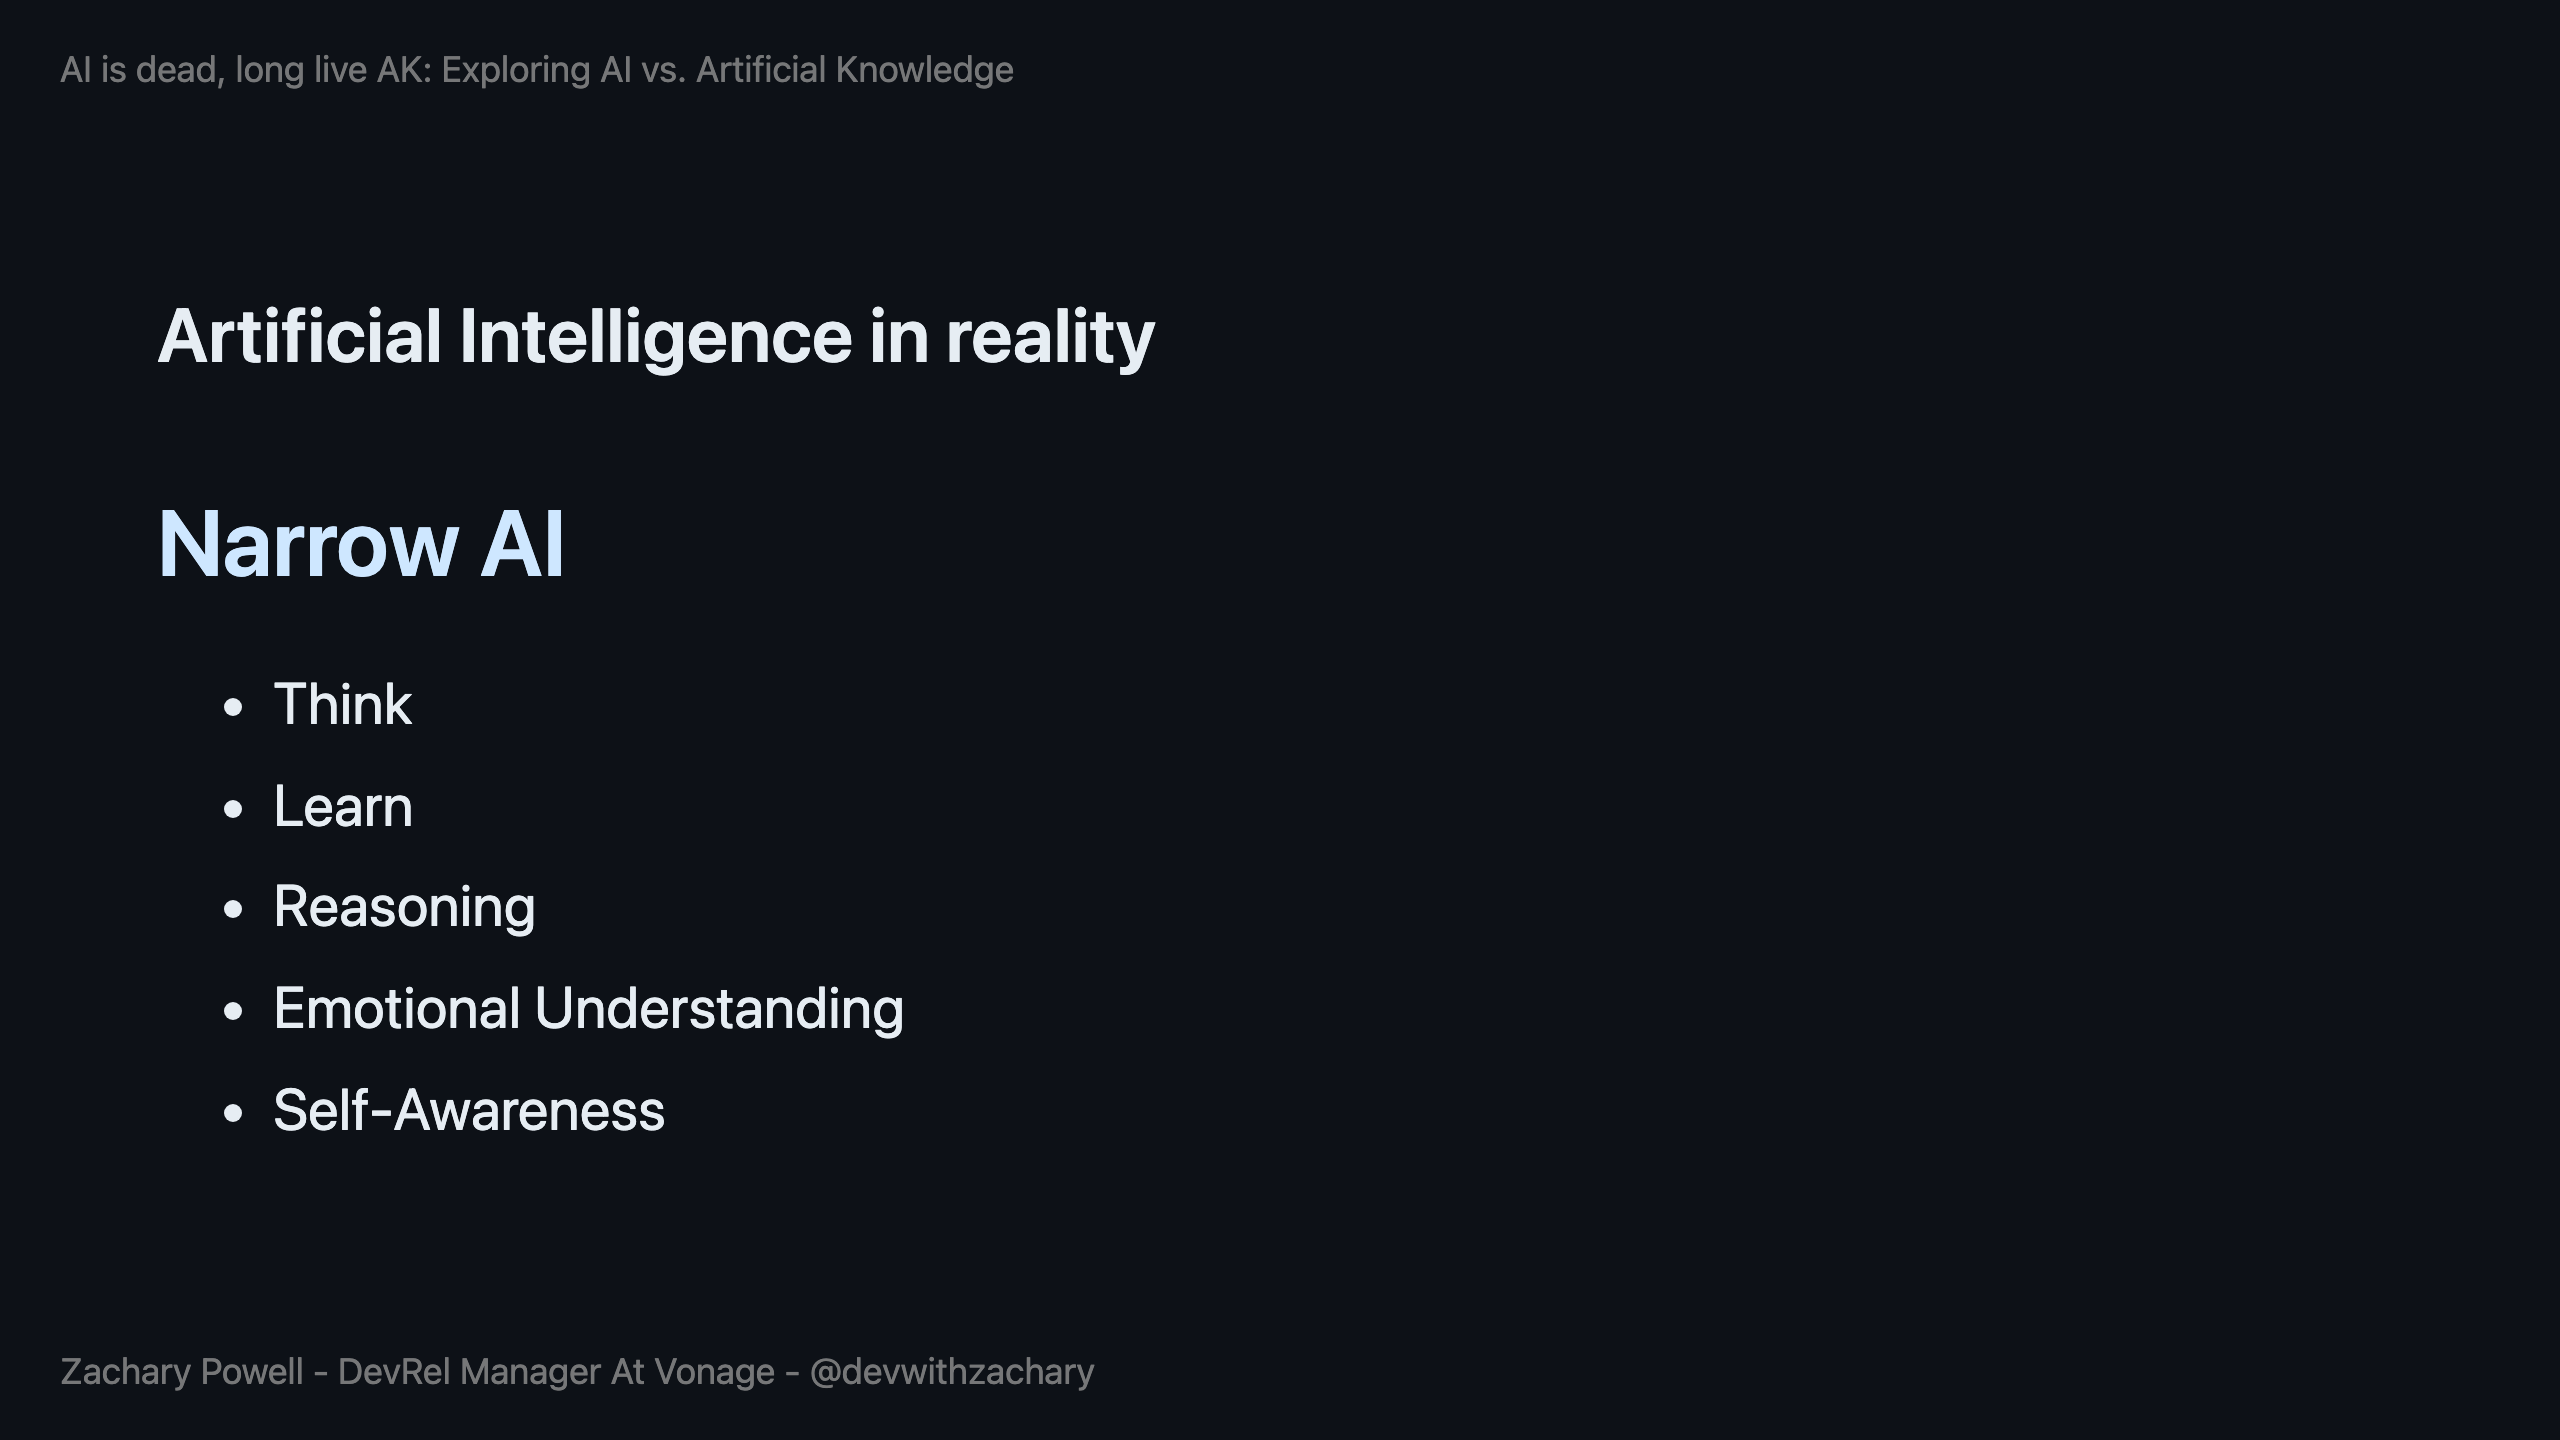 AI is dead, long live AK: Exploring AI vs. Artificial Knowledge
Artificial Intelligence in reality
Narrow AI
• Think
• Learn
• Reasoning
• Emotional Understanding
• Self-Awareness
Zachary Powell - DevRel Manager At Vonage - @devwithzachary